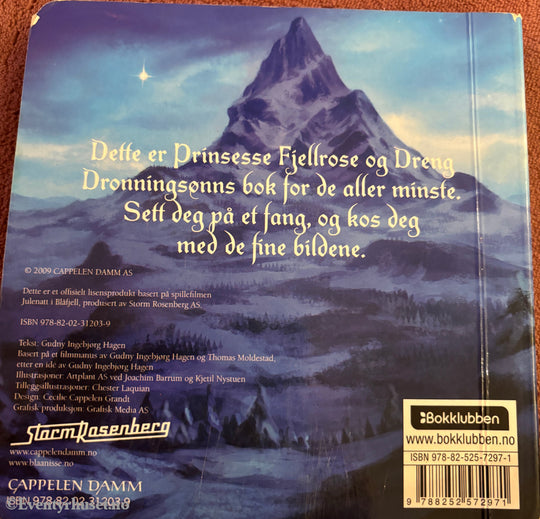 Dette er Prinsesse Fjellrose og Dreng
Dronningsønns bok for de aller minste.
Sett deg på et fang, og kos deg
med de fine bildene.
© 2009 CAPPELEN DAMM AS
Dette er et offisielt lisensprodukt basert på spillefilmen
Julenatt i Blåfjell, produsert av Storm Rosenberg AS.
ISBN 978-82-02-31203-9
Tekst: Gudny Ingebjørg Hagen
Basert på et filmmanus av Gudny Ingebjørg Hagen og Thomas Moldestad,
etter en ide av Gudny Ingebjørg Hagen
Illustrasjoner: Artplant AS ved Joachim Barrum og Kjetil Nystuen
Tilleggsillustrasjoner: Chester Laquian
Design: Cecilie Cappelen Grandt
Grafisk produksjon: Grafisk Media AS
StormRosenberg
www.cappelendamm.no
www.blaanisse.no
CAPPELEN DAMM
ISBN 978-82-02-31203-9
© Eventyrhuset.no
Bokklubben
www.bokklubben.no
ISBN 978-82-525-7297-1
9 788252 572971